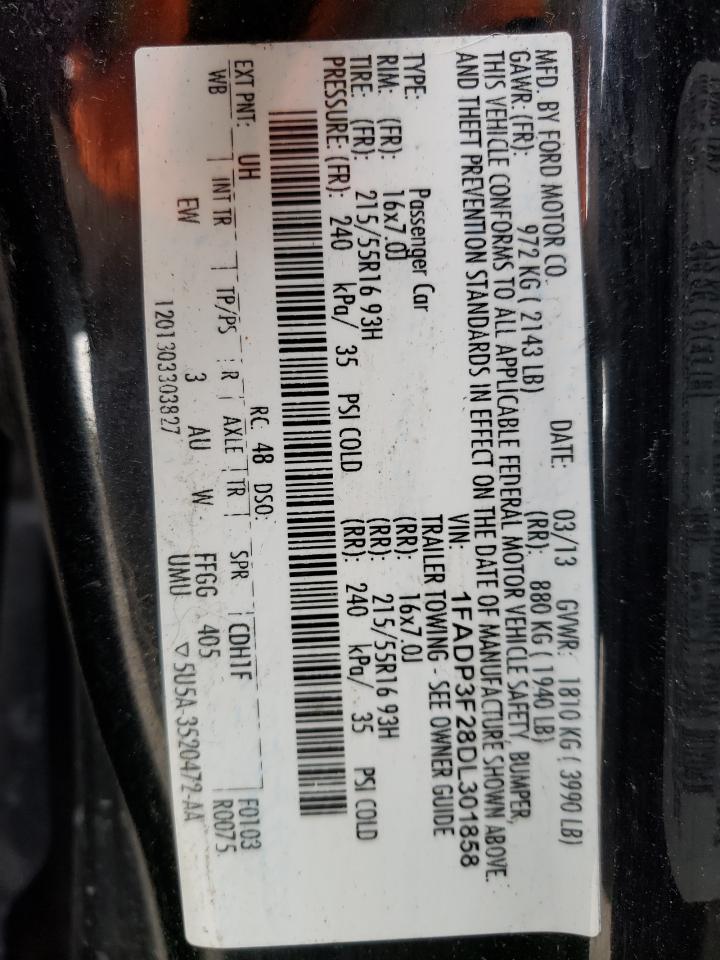 MFD. BY FORD MOTOR CO. DATE: 03/13 GVWR: 1810 KG ( 3990 LB)
GAWR: (FR): 972 KG ( 2143 LB) (RR): 880 KG ( 1940 LB)
THIS VEHICLE CONFORMS TO ALL APPLICABLE FEDERAL MOTOR VEHICLE SAFETY, BUMPER,
AND THEFT PREVENTION STANDARDS IN EFFECT ON THE DATE OF MANUFACTURE SHOWN ABOVE.
VIN: 1FADP3F28DL301858
TYPE: Passenger Car TRAILER TOWING - SEE OWNER GUIDE
RIM: (FR): 16x7.0J (RR): 16x7.0J
TIRE: (FR): 215/55R16 93H (RR): 215/55R16 93H
PRESSURE: (FR): 240 kPa/ 35 PSI COLD (RR): 240 kPa/ 35 PSI COLD
EXT PNT: UH RC: 48 DSO: F0103
WB INT TR TP/PS R AXLE TR SPR CDH1F R0075
EW 3 AU W FFGG 405
1201303303827 UMU ▽5U5A-3520472-AA